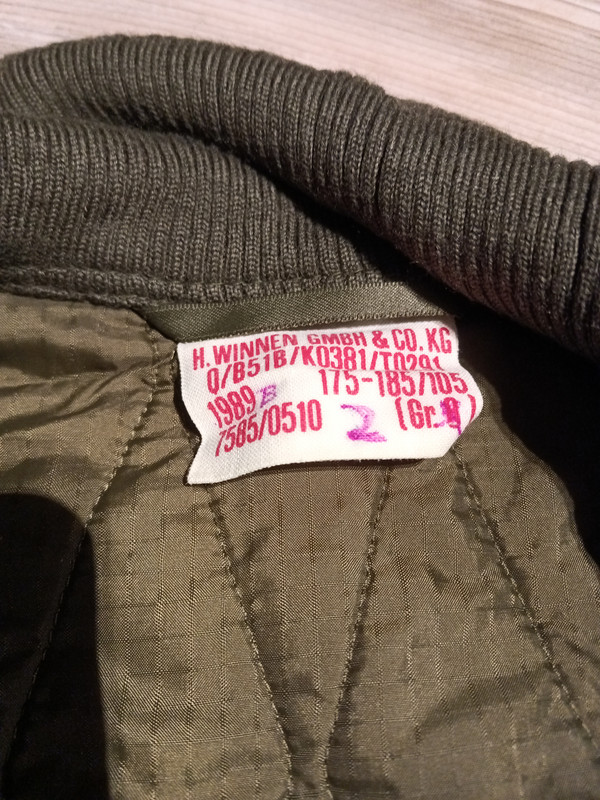 H. WINNEN GMBH & CO. KG
Q/B51B/K0381/T0291
1989 B 175-185/105
7585/0510 2 (Gr. )